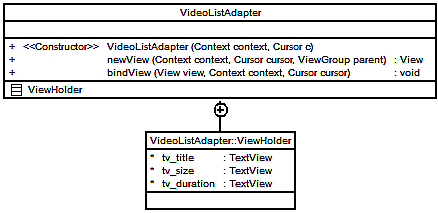 VideoListAdapter
+ <<Constructor>> VideoListAdapter (Context context, Cursor c)
+ newView (Context context, Cursor cursor, ViewGroup parent) : View
+ bindView (View view, Context context, Cursor cursor) : void
ViewHolder
VideoListAdapter::ViewHolder
* tv_title : TextView
* tv_size : TextView
* tv_duration : TextView